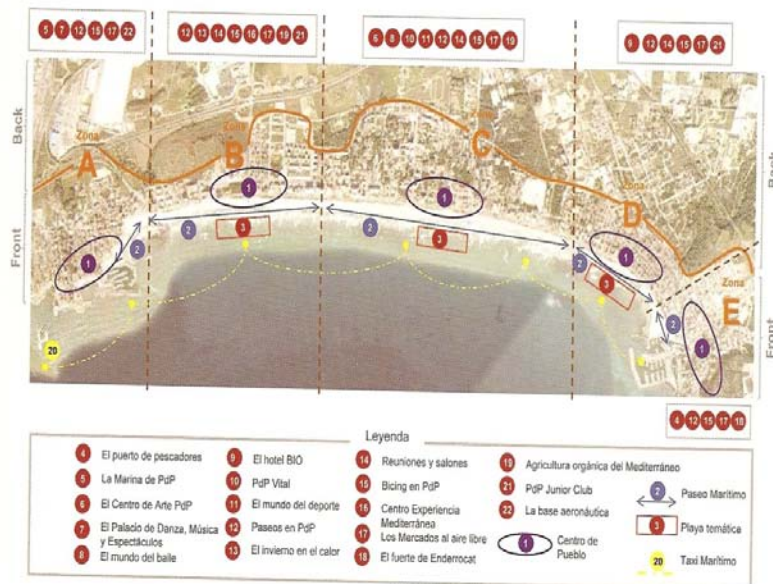 5 7 12 15 17 22
12 13 14 15 16 17 19 21
6 8 10 11 12 14 15 17 19
9 12 14 15 17 21
Back
Front
Zona
A
Zona
B
Zona
C
Zona
D
Zona
E
Back
Front
1
1
1
1
1
2
2
2
2
2
3
3
3
20
4 12 15 17 18
Leyenda
4 El puerto de pescadores
5 La Marina de PdP
6 El Centro de Arte PdP
7 El Palacio de Danza, Música
y Espectáculos
8 El mundo del baile
9 El hotel BIO
10 PdP Vital
11 El mundo del deporte
12 Paseos en PdP
13 El invierno en el calor
14 Reuniones y salones
15 Bicing en PdP
16 Centro Experiencia
Mediterránea
17 Los Mercados al aire libre
18 El fuerte de Enderrocat
19 Agricultura orgánica del Mediterráneo
21 PdP Junior Club
22 La base aeronáutica
1 Centro de
Pueblo
2 Paseo Marítimo
3 Playa temática
20 Taxi Marítimo